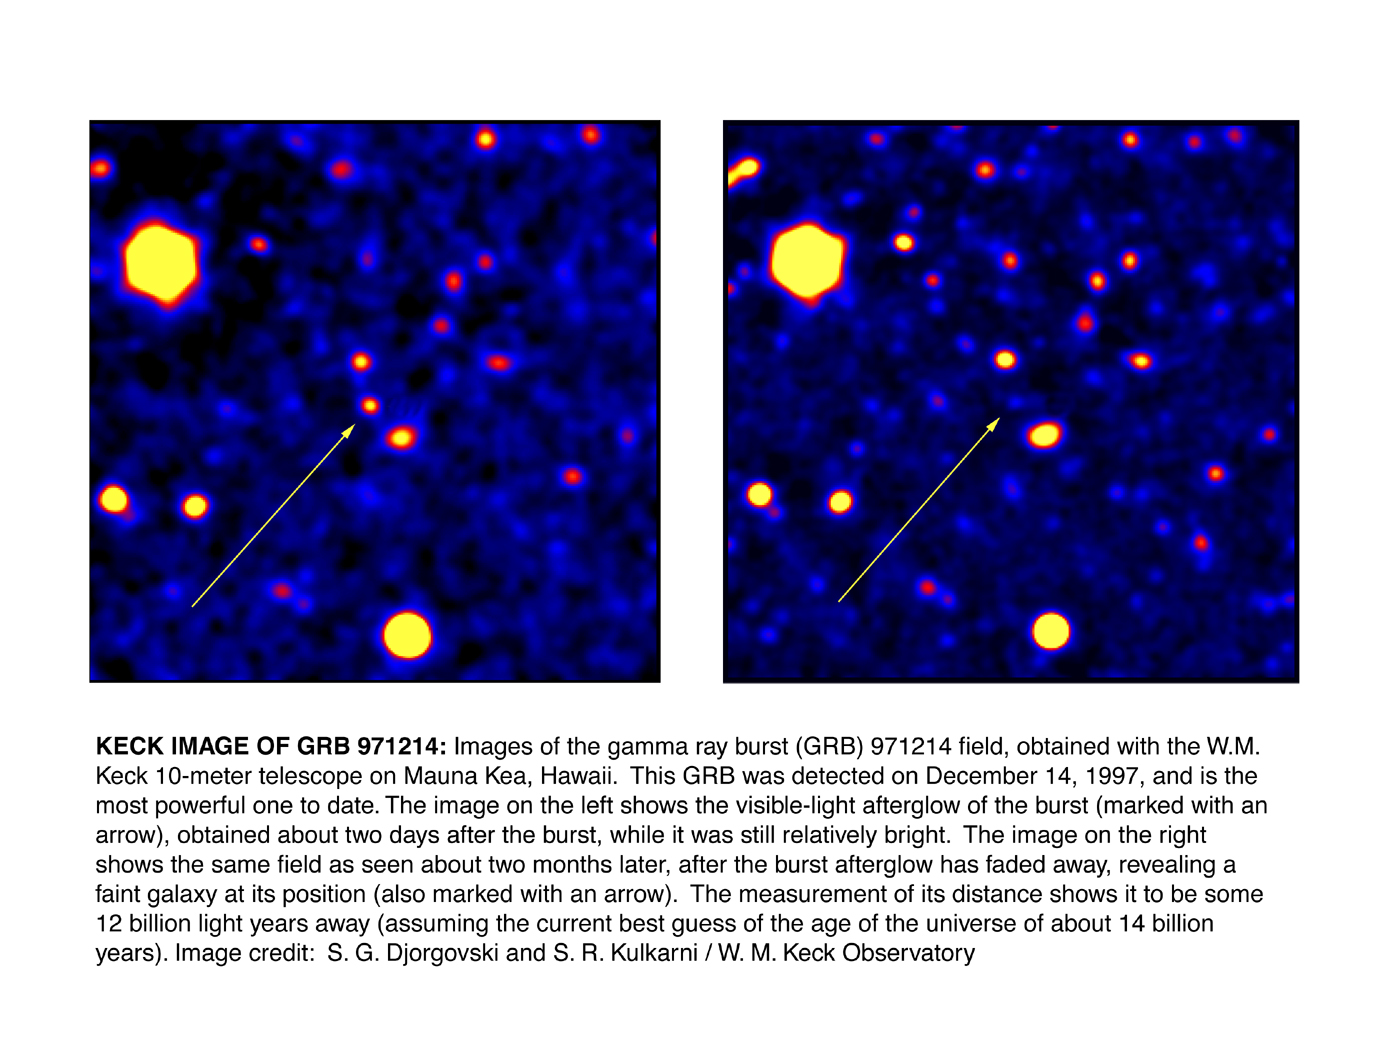 KECK IMAGE OF GRB 971214: Images of the gamma ray burst (GRB) 971214 field, obtained with the W.M.
Keck 10-meter telescope on Mauna Kea, Hawaii.  This GRB was detected on December 14, 1997, and is the
most powerful one to date. The image on the left shows the visible-light afterglow of the burst (marked with an
arrow), obtained about two days after the burst, while it was still relatively bright.  The image on the right
shows the same field as seen about two months later, after the burst afterglow has faded away, revealing a
faint galaxy at its position (also marked with an arrow).  The measurement of its distance shows it to be some
12 billion light years away (assuming the current best guess of the age of the universe of about 14 billion
years). Image credit:  S. G. Djorgovski and S. R. Kulkarni / W. M. Keck Observatory